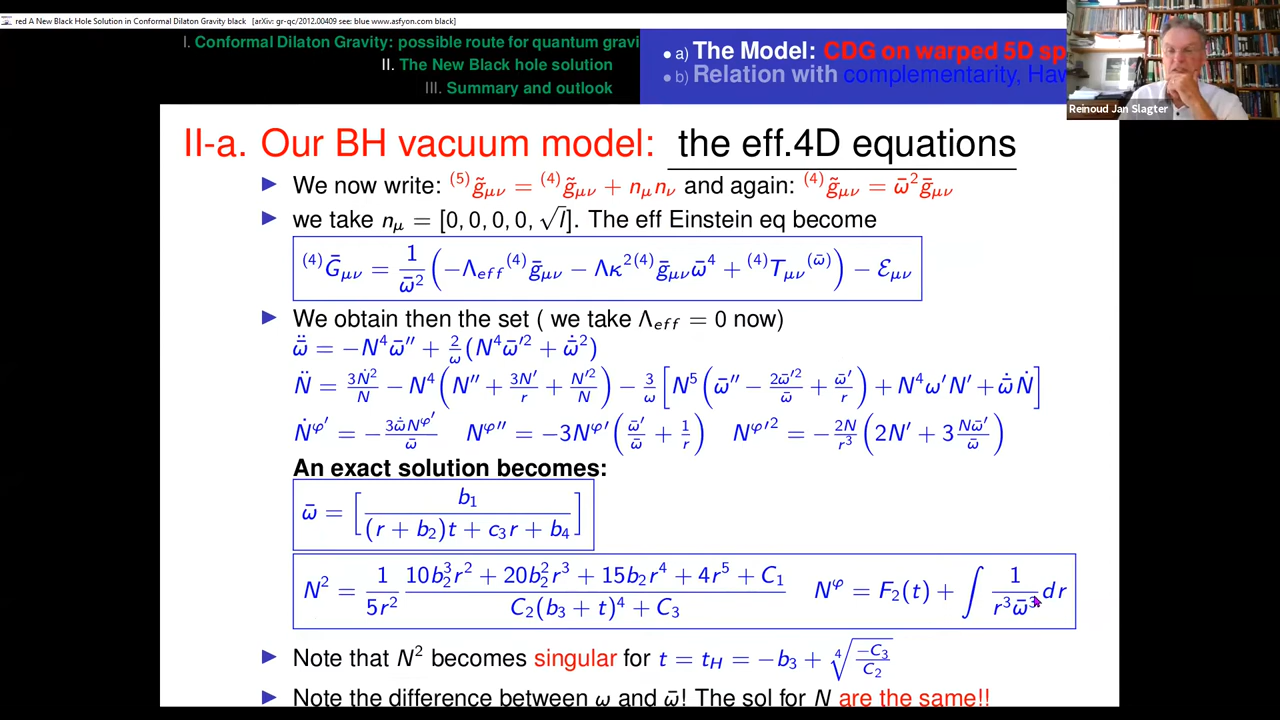 red A New Black Hole Solution in Conformal Dilaton Gravity black [arXiv: gr-qc/2012.00409 see: blue www.asfyon.com black]
I. Conformal Dilaton Gravity: possible route for quantum gravi
II. The New Black hole solution
III. Summary and outlook
• a) The Model: CDG on warped 5D sp
• b) Relation with complementarity, Haw
Reinoud Jan Slagter
II-a. Our BH vacuum model: the eff.4D equations
▶ We now write: ⁽⁵⁾g̃_μν = ⁽⁴⁾g̃_μν + n_μ n_ν and again: ⁽⁴⁾g̃_μν = ω̄² ḡ_μν
▶ we take n_μ = [0, 0, 0, 0, √l]. The eff Einstein eq become
⁽⁴⁾Ḡ_μν = 1/ω̄² ( −Λ_eff ⁽⁴⁾ḡ_μν − Λκ² ⁽⁴⁾ḡ_μν ω̄⁴ + ⁽⁴⁾T_μν^(ω̄) ) − ℰ_μν
▶ We obtain then the set ( we take Λ_eff = 0 now)
ω̄̈ = −N⁴ω̄′′ + 2/ω (N⁴ω̄′² + ω̄̇²)
N̈ = 3Ṅ²/N − N⁴( N′′ + 3N′/r + N′²/N ) − 3/ω [ N⁵( ω̄′′ − 2ω̄′²/ω̄ + ω̄′/r ) + N⁴ω′N′ + ω̄̇Ṅ ]
Ṅ^φ′ = − 3ω̄̇N^φ′/ω̄ N^φ′′ = −3N^φ′( ω̄′/ω̄ + 1/r ) N^φ′² = − 2N/r³ ( 2N′ + 3 Nω̄′/ω̄ )
An exact solution becomes:
ω̄ = [ b₁ / ((r + b₂)t + c₃r + b₄) ]
N² = 1/5r² (10b₂³r² + 20b₂²r³ + 15b₂r⁴ + 4r⁵ + C₁) / (C₂(b₃ + t)⁴ + C₃) N^φ = F₂(t) + ∫ 1/(r³ω̄³) dr
▶ Note that N² becomes singular for t = t_H = −b₃ + ∜(−C₃/C₂)
▶ Note the difference between ω and ω̄! The sol for N are the same!!